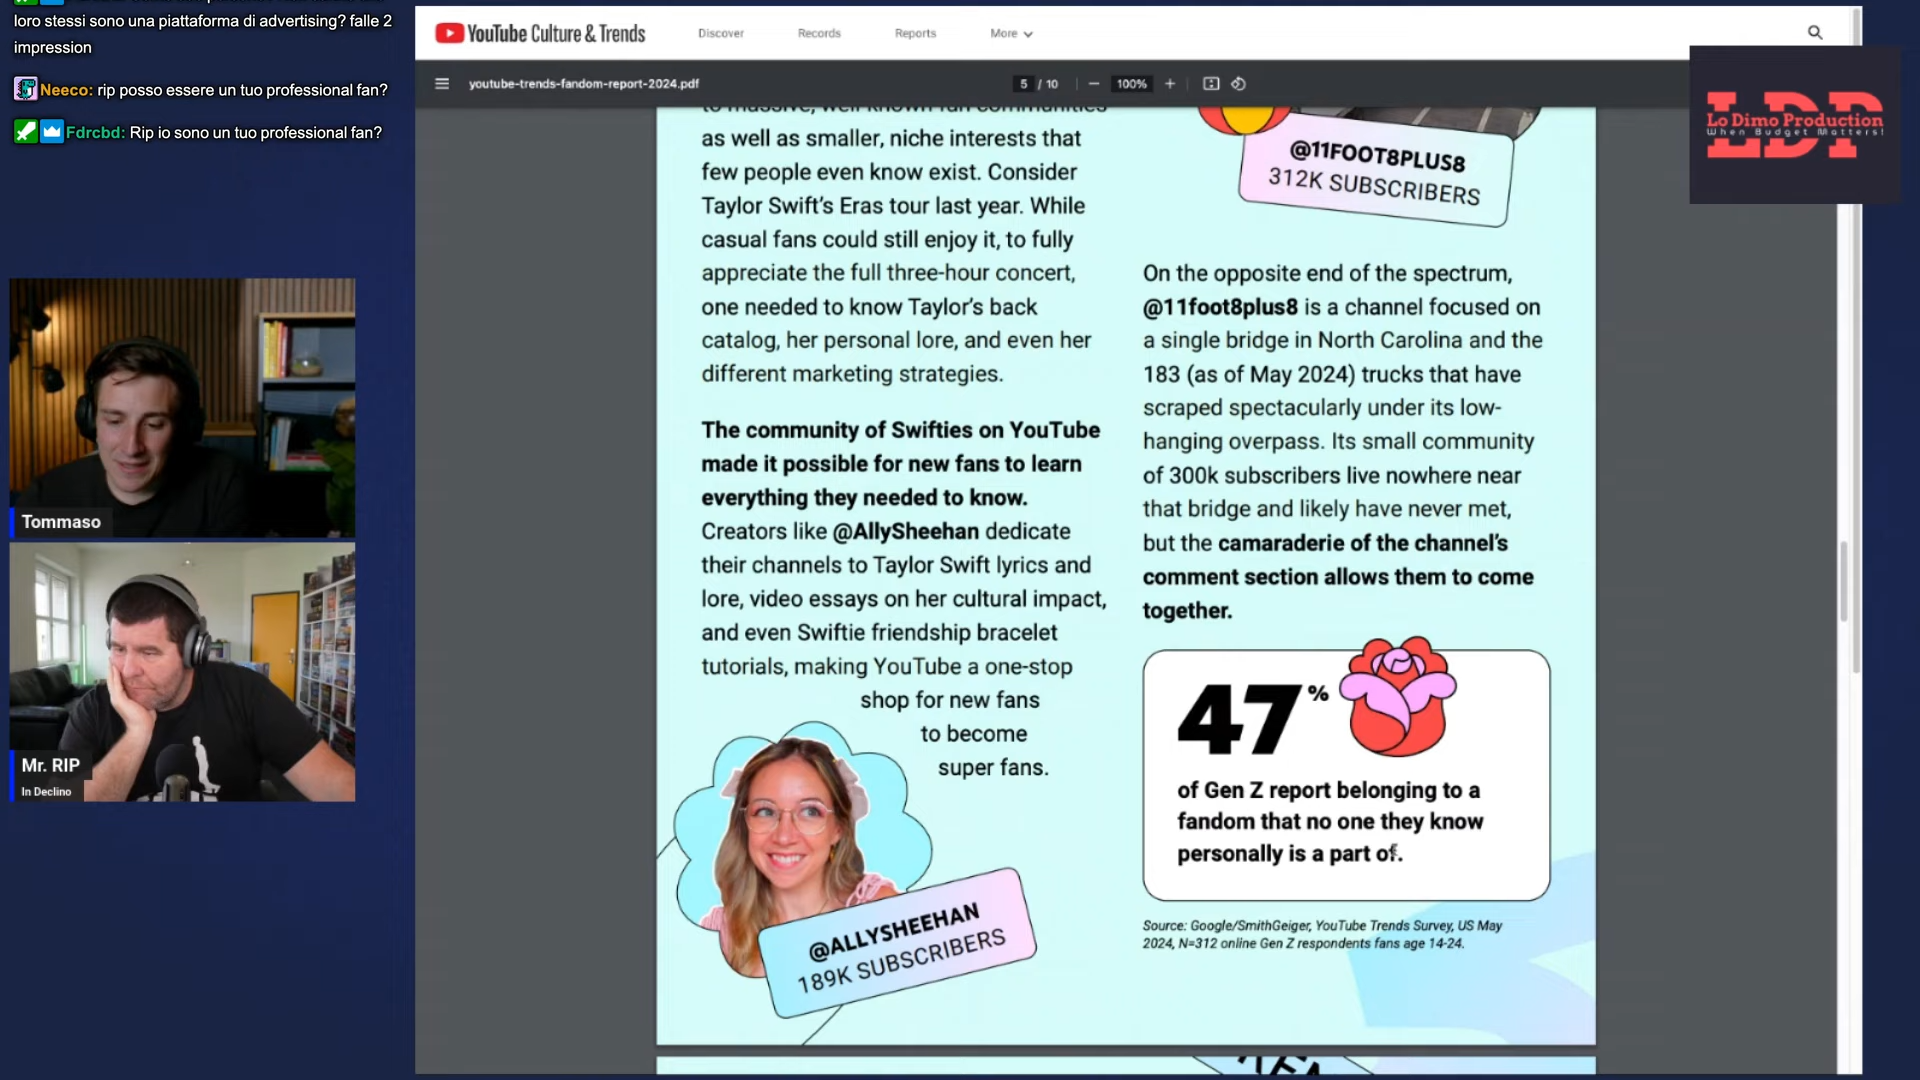 loro stessi sono una piattaforma di advertising? falle 2
impression
Neeco: rip posso essere un tuo professional fan?
Fdrcbd: Rip io sono un tuo professional fan?
Tommaso
Mr. RIP
In Declino
YouTube Culture & Trends
Discover
Records
Reports
More
youtube-trends-fandom-report-2024.pdf
5 / 10
100%
Lo Dimo Production
When Budget Matters!
LDP
as well as smaller, niche interests that
few people even know exist. Consider
Taylor Swift's Eras tour last year. While
casual fans could still enjoy it, to fully
appreciate the full three-hour concert,
one needed to know Taylor's back
catalog, her personal lore, and even her
different marketing strategies.
The community of Swifties on YouTube
made it possible for new fans to learn
everything they needed to know.
Creators like @AllySheehan dedicate
their channels to Taylor Swift lyrics and
lore, video essays on her cultural impact,
and even Swiftie friendship bracelet
tutorials, making YouTube a one-stop
shop for new fans
to become
super fans.
@ALLYSHEEHAN
189K SUBSCRIBERS
@11FOOT8PLUS8
312K SUBSCRIBERS
On the opposite end of the spectrum,
@11foot8plus8 is a channel focused on
a single bridge in North Carolina and the
183 (as of May 2024) trucks that have
scraped spectacularly under its low-
hanging overpass. Its small community
of 300k subscribers live nowhere near
that bridge and likely have never met,
but the camaraderie of the channel's
comment section allows them to come
together.
47%
of Gen Z report belonging to a
fandom that no one they know
personally is a part of.
Source: Google/SmithGeiger, YouTube Trends Survey, US May
2024, N=312 online Gen Z respondents fans age 14-24.